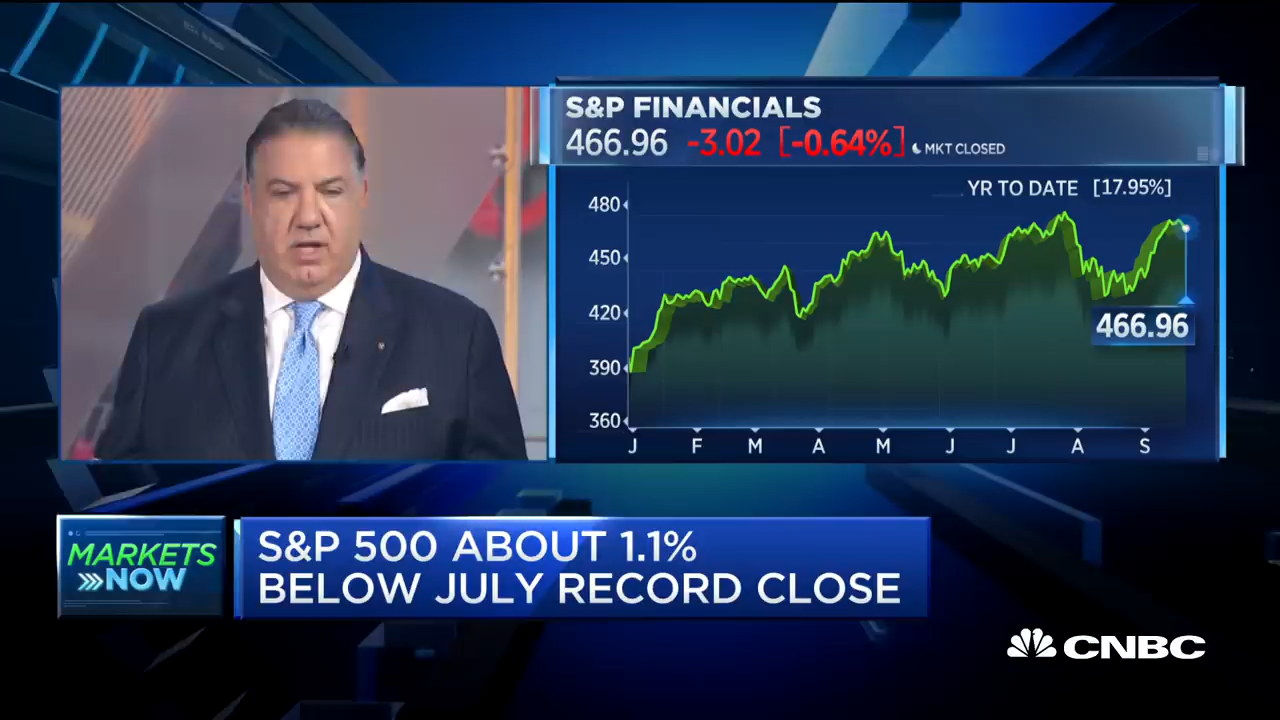 S&P FINANCIALS
466.96 -3.02 [-0.64%] MKT CLOSED
YR TO DATE [17.95%]
480
450
420
390
360
466.96
J F M A M J J A S
MARKETS
NOW
S&P 500 ABOUT 1.1%
BELOW JULY RECORD CLOSE
CNBC